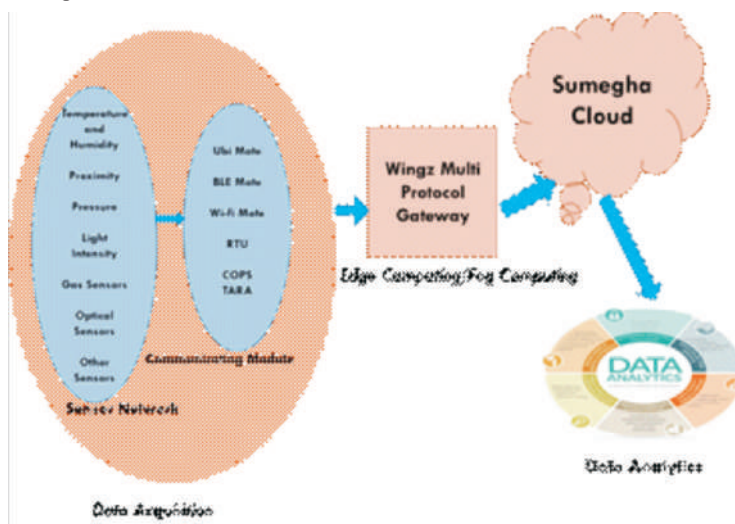 Temperature
and
Humidity
Proximity
Pressure
Light
Intensity
Gas Sensors
Optical
Sensors
Other
Sensors
Sensor Network
Ubi Mote
BLE Mote
Wi-Fi Mote
RTU
COPS
TARA
Communicating Module
Data Acquition
Wingz Multi
Protocol
Gateway
Edge Computing/Fog Computing
Sumegha
Cloud
DATA
ANALYTICS
Data Analytics